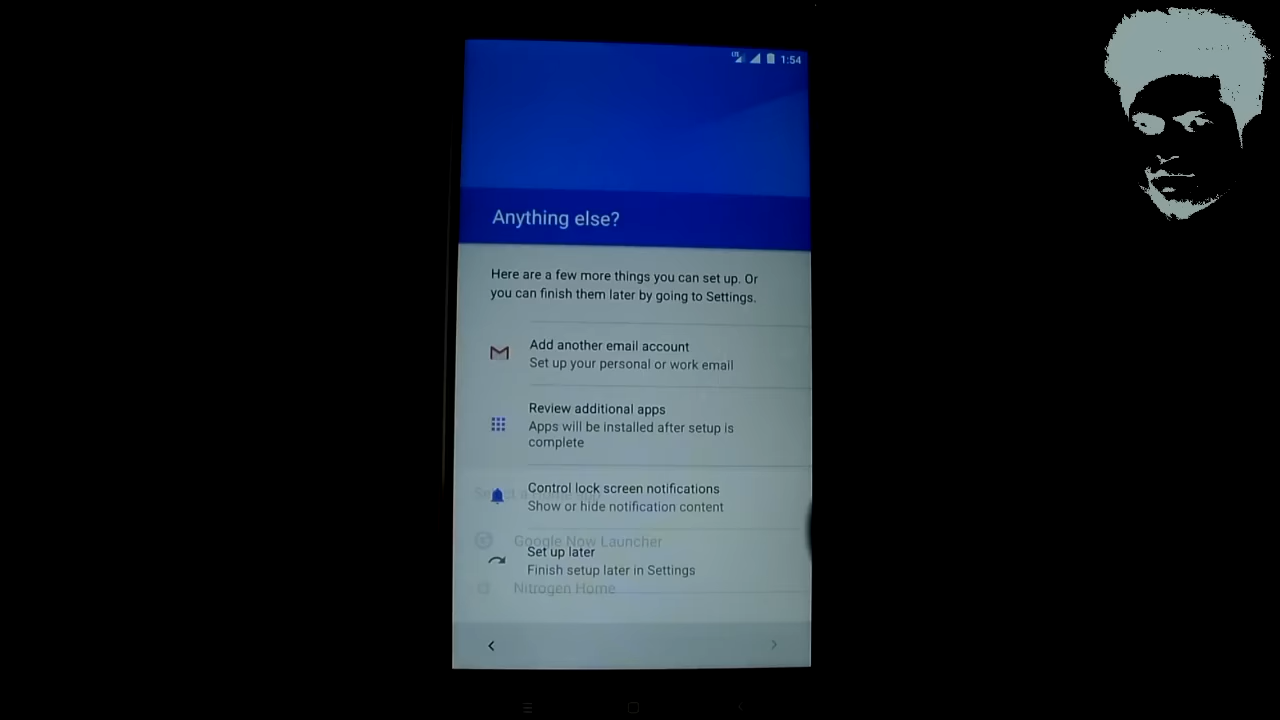 LTE 1:54
Anything else?
Here are a few more things you can set up. Or
you can finish them later by going to Settings.
Add another email account
Set up your personal or work email
Review additional apps
Apps will be installed after setup is
complete
Control lock screen notifications
Show or hide notification content
Google Now Launcher
Set up later
Finish setup later in Settings
Nitrogen Home